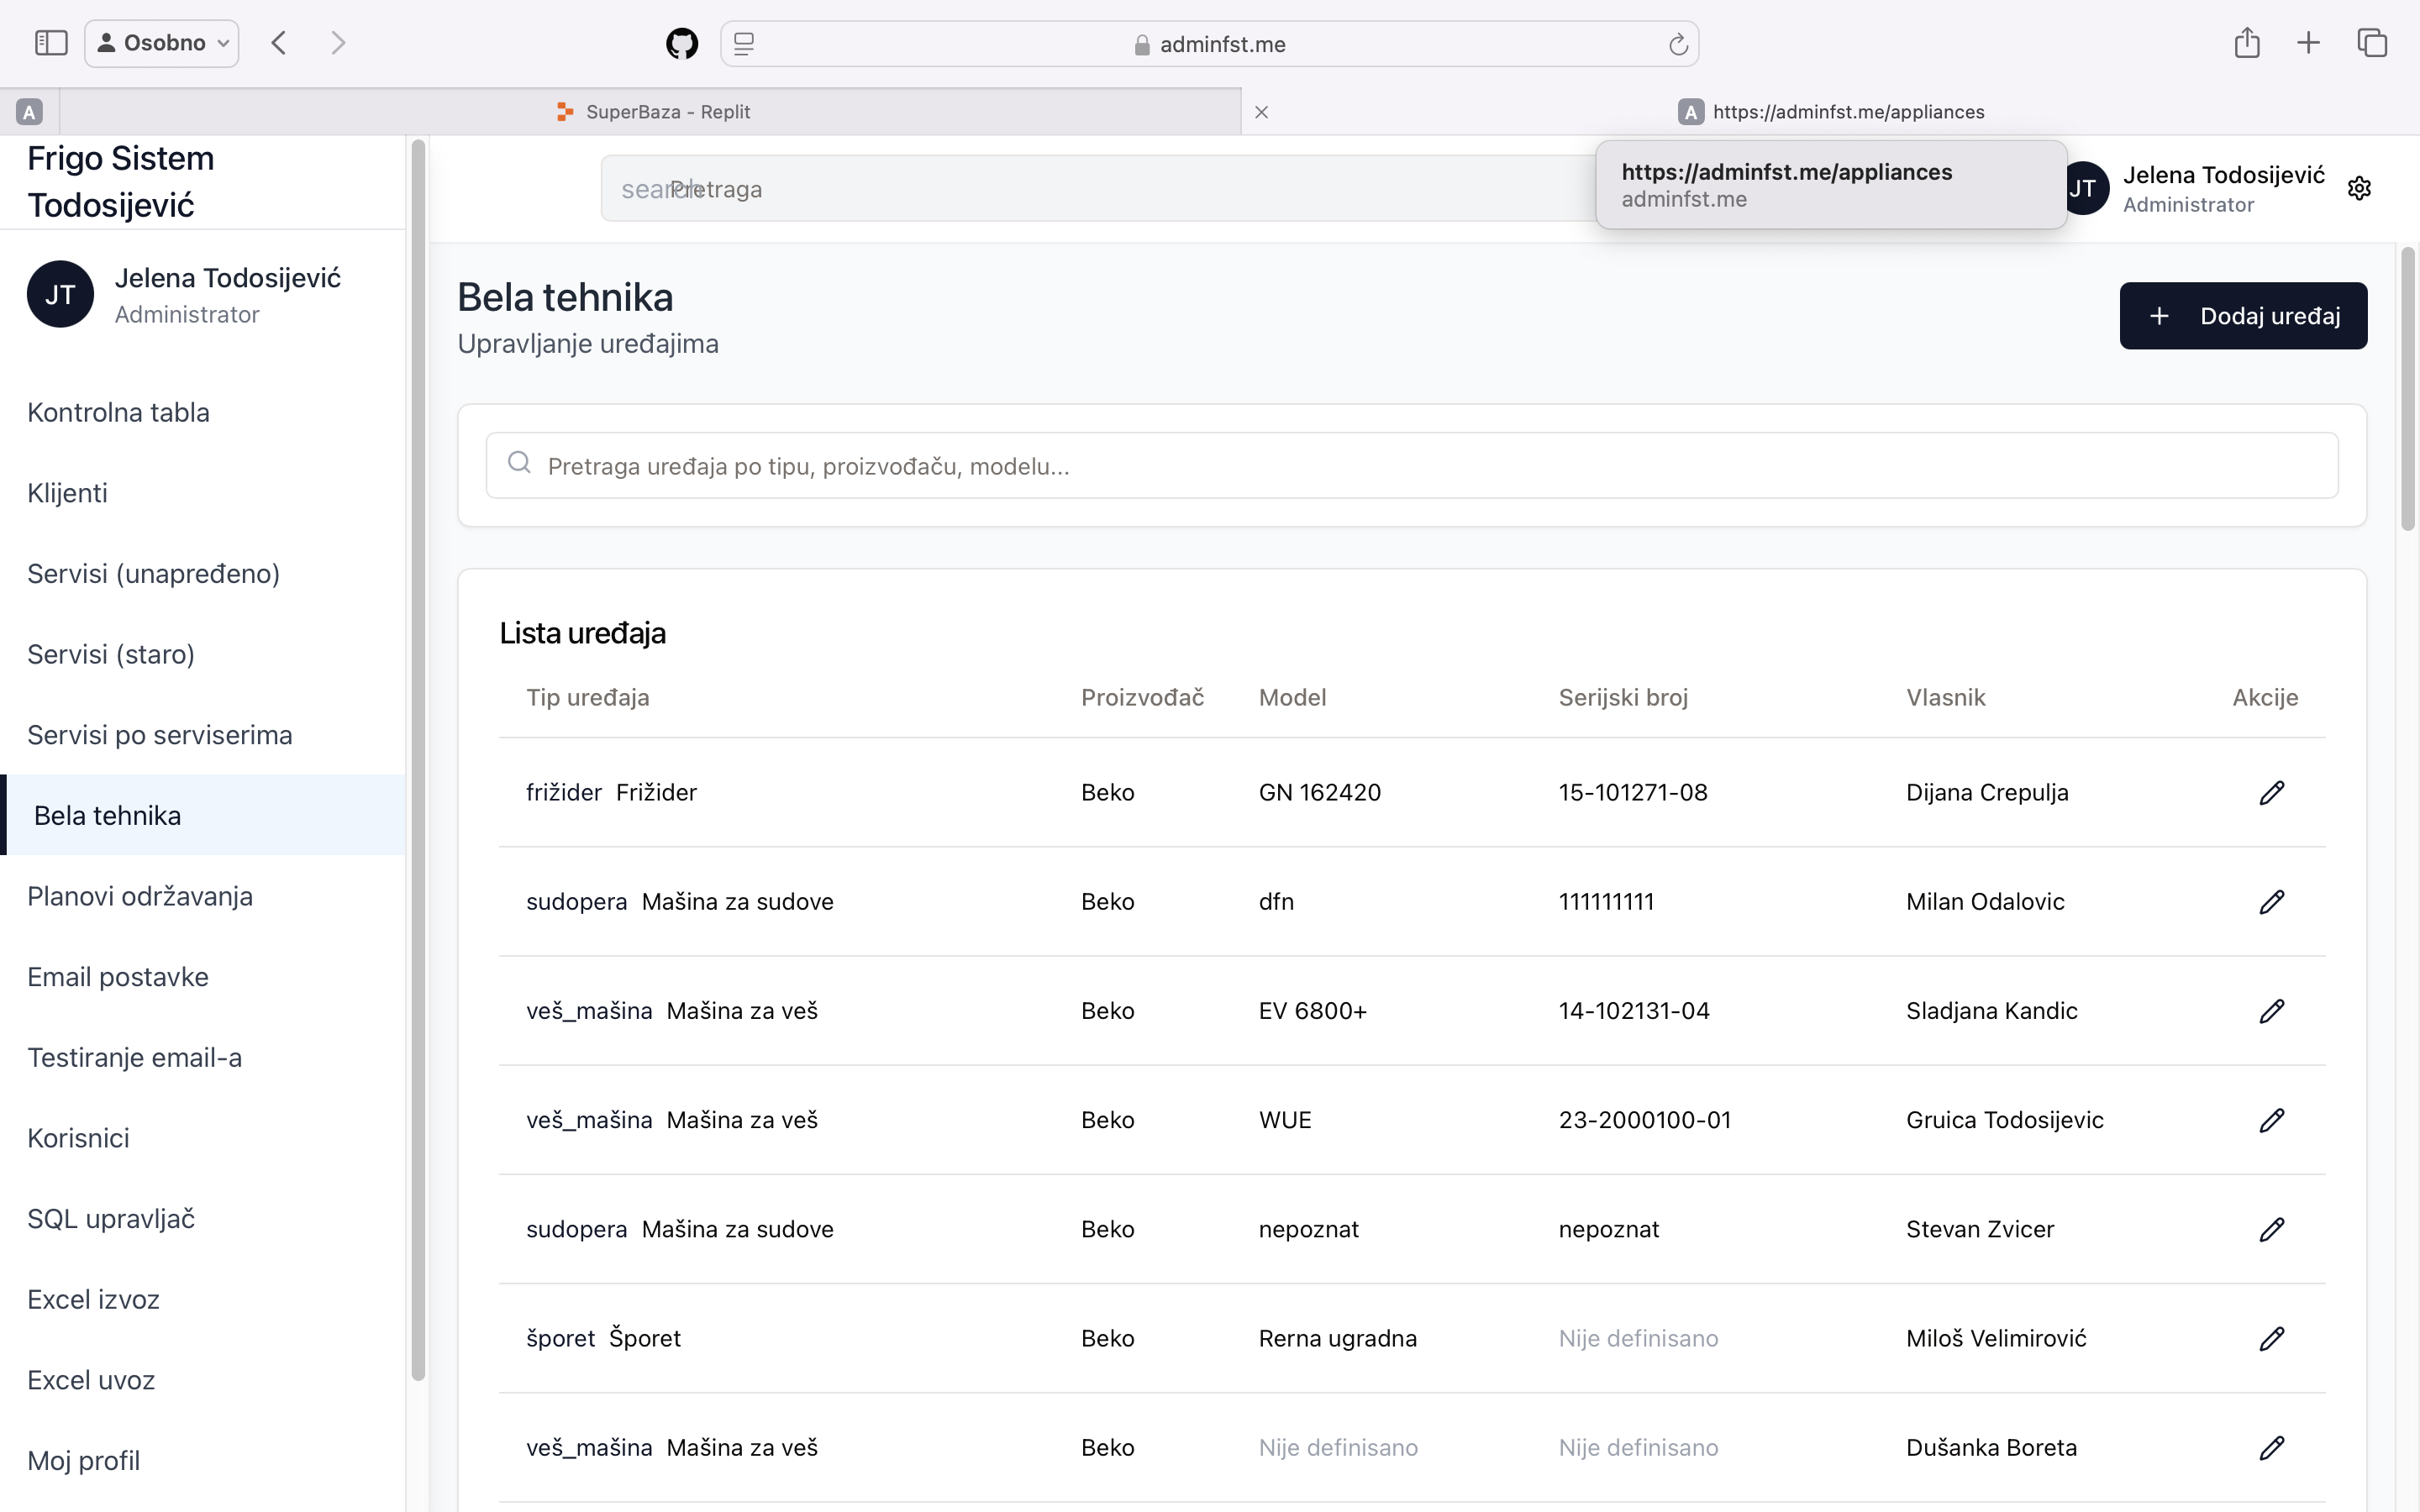 Osobno
adminfst.me
A
SuperBaza - Replit
A https://adminfst.me/appliances
https://adminfst.me/appliances
adminfst.me
Frigo Sistem
Todosijević
search
Pretraga
JT
Jelena Todosijević
Administrator
JT
Jelena Todosijević
Administrator
Kontrolna tabla
Klijenti
Servisi (unapređeno)
Servisi (staro)
Servisi po serviserima
Bela tehnika
Planovi održavanja
Email postavke
Testiranje email-a
Korisnici
SQL upravljač
Excel izvoz
Excel uvoz
Moj profil
Bela tehnika
Upravljanje uređajima
+ Dodaj uređaj
Pretraga uređaja po tipu, proizvođaču, modelu...
Lista uređaja
Tip uređaja Proizvođač Model Serijski broj Vlasnik Akcije
frižider Frižider Beko GN 162420 15-101271-08 Dijana Crepulja
sudopera Mašina za sudove Beko dfn 111111111 Milan Odalovic
veš_mašina Mašina za veš Beko EV 6800+ 14-102131-04 Sladjana Kandic
veš_mašina Mašina za veš Beko WUE 23-2000100-01 Gruica Todosijevic
sudopera Mašina za sudove Beko nepoznat nepoznat Stevan Zvicer
šporet Šporet Beko Rerna ugradna Nije definisano Miloš Velimirović
veš_mašina Mašina za veš Beko Nije definisano Nije definisano Dušanka Boreta